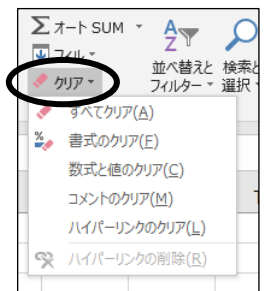 オート SUM
フィル
クリア
並べ替えと
フィルター
検索と
選択
すべてクリア(A)
書式のクリア(F)
数式と値のクリア(C)
コメントのクリア(M)
ハイパーリンクのクリア(L)
ハイパーリンクの削除(R)